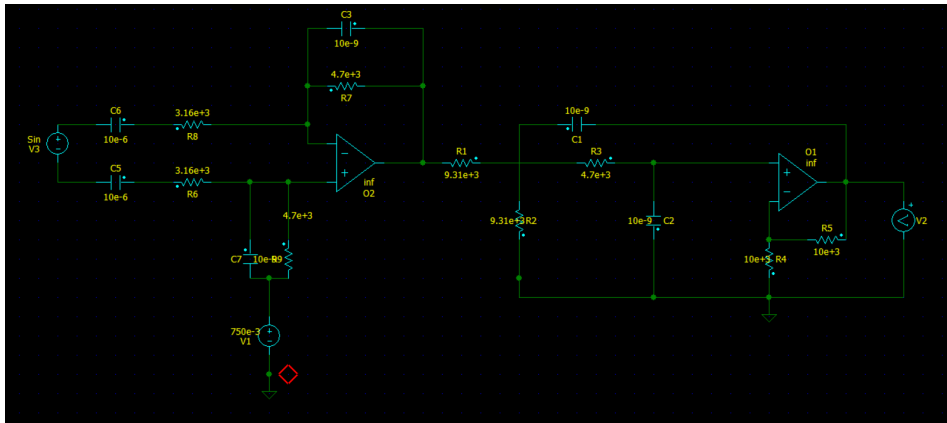 C3
10e-9
4.7e+3
R7
C6
10e-6
3.16e+3
R8
Sin
V3
C5
10e-6
3.16e+3
R6
inf
O2
4.7e+3
C7
R9
750e-3
V1
R1
9.31e+3
10e-9
C1
R3
4.7e+3
9.31e+3
R2
10e-9
C2
O1
inf
R5
10e+3
10e+3
R4
V2